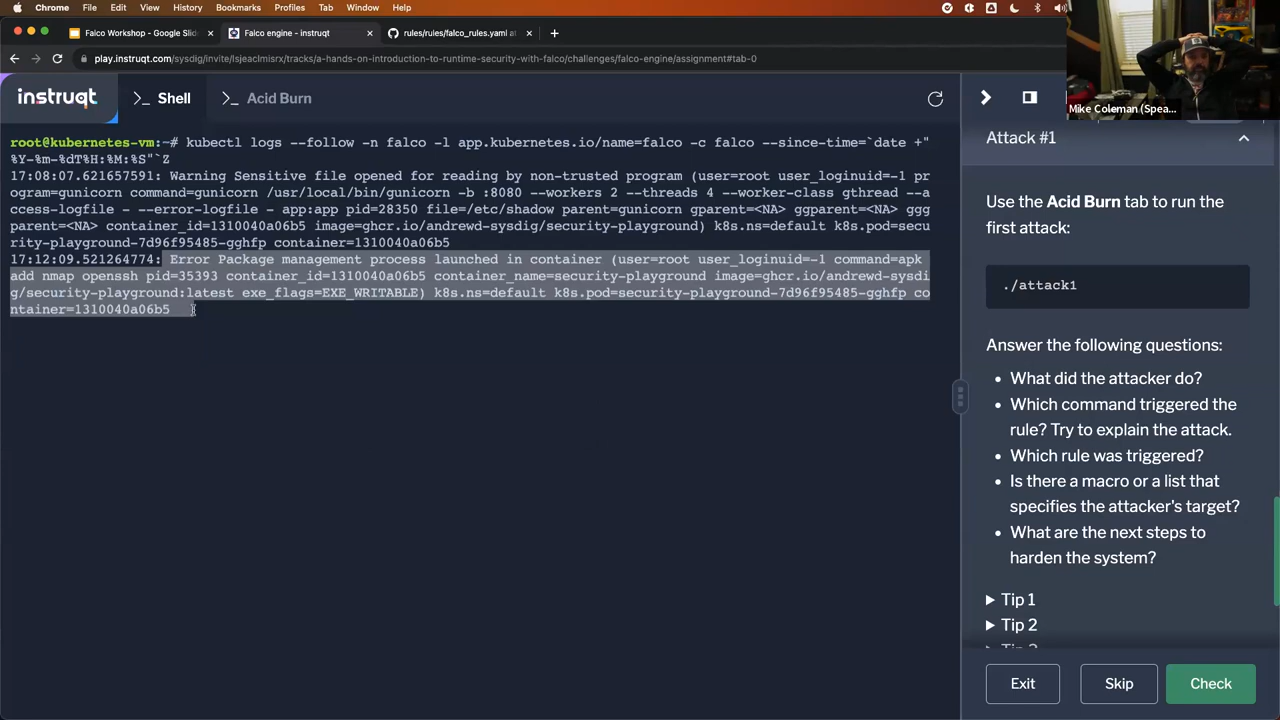 Chrome File Edit View History Bookmarks Profiles Tab Window Help
Falco Workshop - Google Slid
Falco engine - instruqt
rules/rules/falco_rules.yaml at
play.instruqt.com/sysdig/invite/lsjeaclmisrx/tracks/a-hands-on-introduction-to-runtime-security-with-falco/challenges/falco-engine/assignment#tab-0
Mike Coleman (Spea...
instruqt
>_ Shell
>_ Acid Burn
root@kubernetes-vm:~# kubectl logs --follow -n falco -l app.kubernetes.io/name=falco -c falco --since-time=`date +"
%Y-%m-%dT%H:%M:%S"`Z
17:08:07.621657591: Warning Sensitive file opened for reading by non-trusted program (user=root user_loginuid=-1 pr
ogram=gunicorn command=gunicorn /usr/local/bin/gunicorn -b :8080 --workers 2 --threads 4 --worker-class gthread --a
ccess-logfile - --error-logfile - app:app pid=28350 file=/etc/shadow parent=gunicorn gparent=<NA> ggparent=<NA> ggg
parent=<NA> container_id=1310040a06b5 image=ghcr.io/andrewd-sysdig/security-playground) k8s.ns=default k8s.pod=secu
rity-playground-7d96f95485-gghfp container=1310040a06b5
17:12:09.521264774: Error Package management process launched in container (user=root user_loginuid=-1 command=apk
add nmap openssh pid=35393 container_id=1310040a06b5 container_name=security-playground image=ghcr.io/andrewd-sysdi
g/security-playground:latest exe_flags=EXE_WRITABLE) k8s.ns=default k8s.pod=security-playground-7d96f95485-gghfp co
ntainer=1310040a06b5
Attack #1
Use the Acid Burn tab to run the
first attack:
./attack1
Answer the following questions:
• What did the attacker do?
• Which command triggered the
rule? Try to explain the attack.
• Which rule was triggered?
• Is there a macro or a list that
specifies the attacker's target?
• What are the next steps to
harden the system?
Tip 1
Tip 2
Exit
Skip
Check